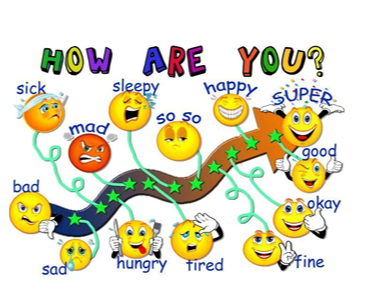 HOW ARE YOU?
sick
sleepy
happy
SUPER
mad
so so
good
bad
okay
sad
hungry
tired
fine